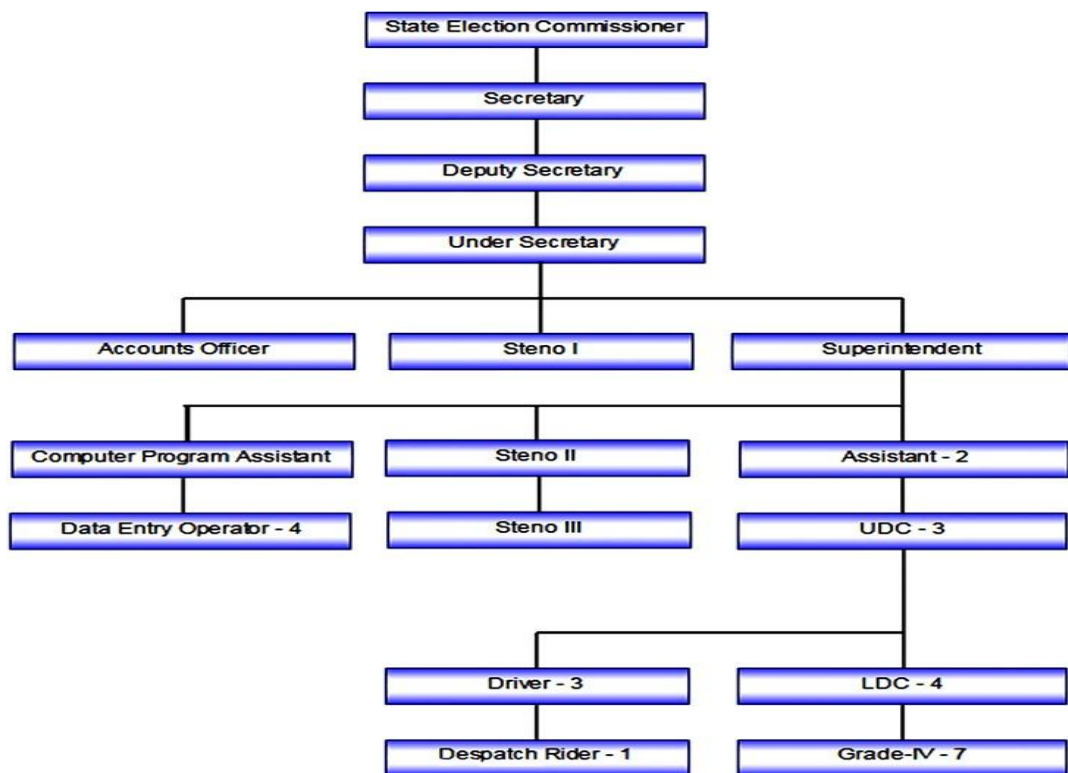 State Election Commissioner
Secretary
Deputy Secretary
Under Secretary
Accounts Officer
Steno I
Superintendent
Computer Program Assistant
Steno II
Assistant - 2
Data Entry Operator - 4
Steno III
UDC - 3
Driver - 3
LDC - 4
Despatch Rider - 1
Grade-IV - 7